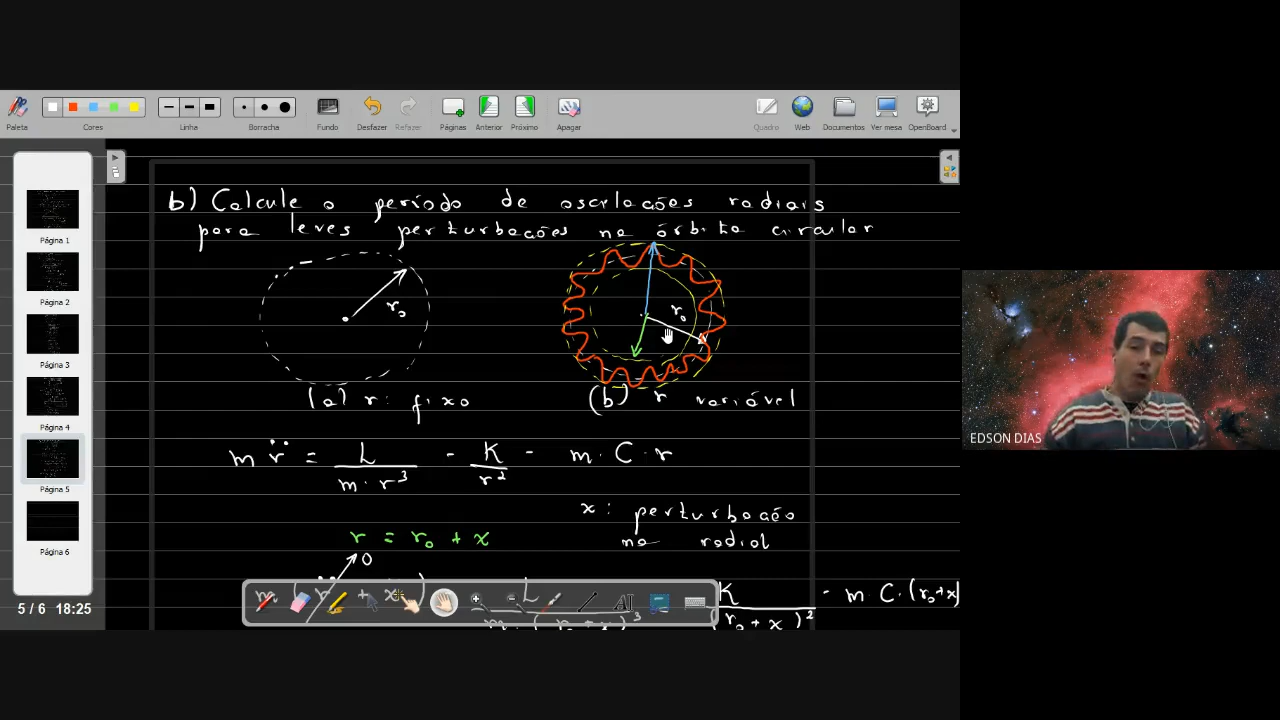 Paleta Cores Linha Borracha Fundo Desfazer Refazer Páginas Anterior Próximo Apagar Quadro Web Documentos Ver mesa OpenBoard
b) Calcule o período de oscilações radiais
para leves perturbações na órbita circular
r₀
r₀
(a) r: fixo
(b) r variável
m r̈ = L / (m · r³) - K / r² - m · C · r
x : perturbação
na radial
r = r₀ + x
0
m ( r̈ + ẍ ) L / (m · (r₀ + x)³) K / (r₀ + x)² - m · C · (r₀+x)
Página 1
Página 2
Página 3
Página 4
Página 5
Página 6
5 / 6 18:25
EDSON DIAS